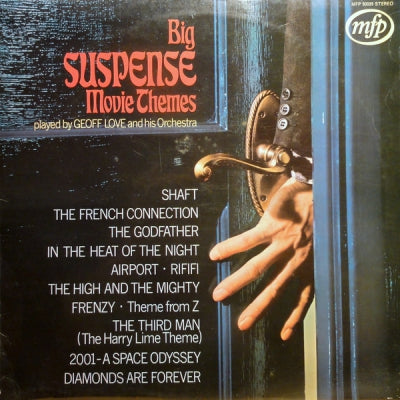 MFP 50035 STEREO
mfp
Big
SUSPENSE
Movie Themes
played by GEOFF LOVE and his Orchestra
SHAFT
THE FRENCH CONNECTION
THE GODFATHER
IN THE HEAT OF THE NIGHT
AIRPORT · RIFIFI
THE HIGH AND THE MIGHTY
FRENZY · Theme from Z
THE THIRD MAN
(The Harry Lime Theme)
2001-A SPACE ODYSSEY
DIAMONDS ARE FOREVER